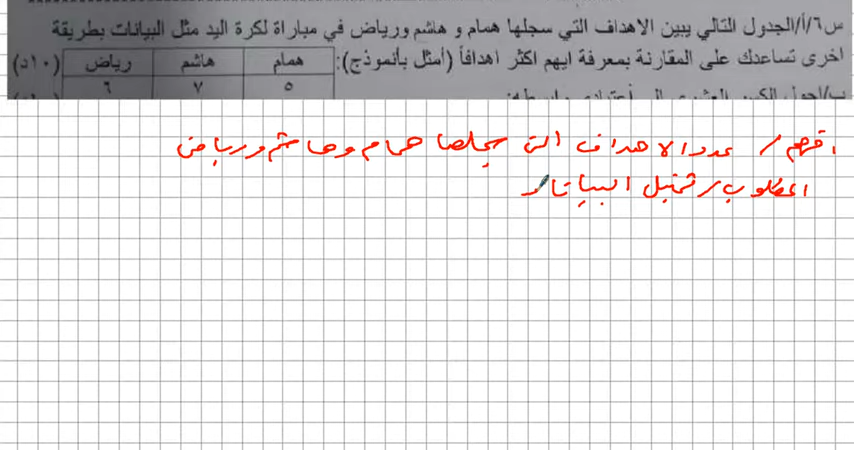 س٦/أ/الجدول التالي يبين الاهداف التي سجلها همام و هاشم ورياض في مباراة لكرة اليد مثل البيانات بطريقة
اخرى تساعدك على المقارنة بمعرفة ايهم اكثر اهدافاً (أمثل بأنموذج): (١٠د)
همام هاشم رياض
٥ ٧ ٦
افهم / عدد الاهداف التي سجلها همام وهاشم ورياض
المطلوب / تمثيل البيانات